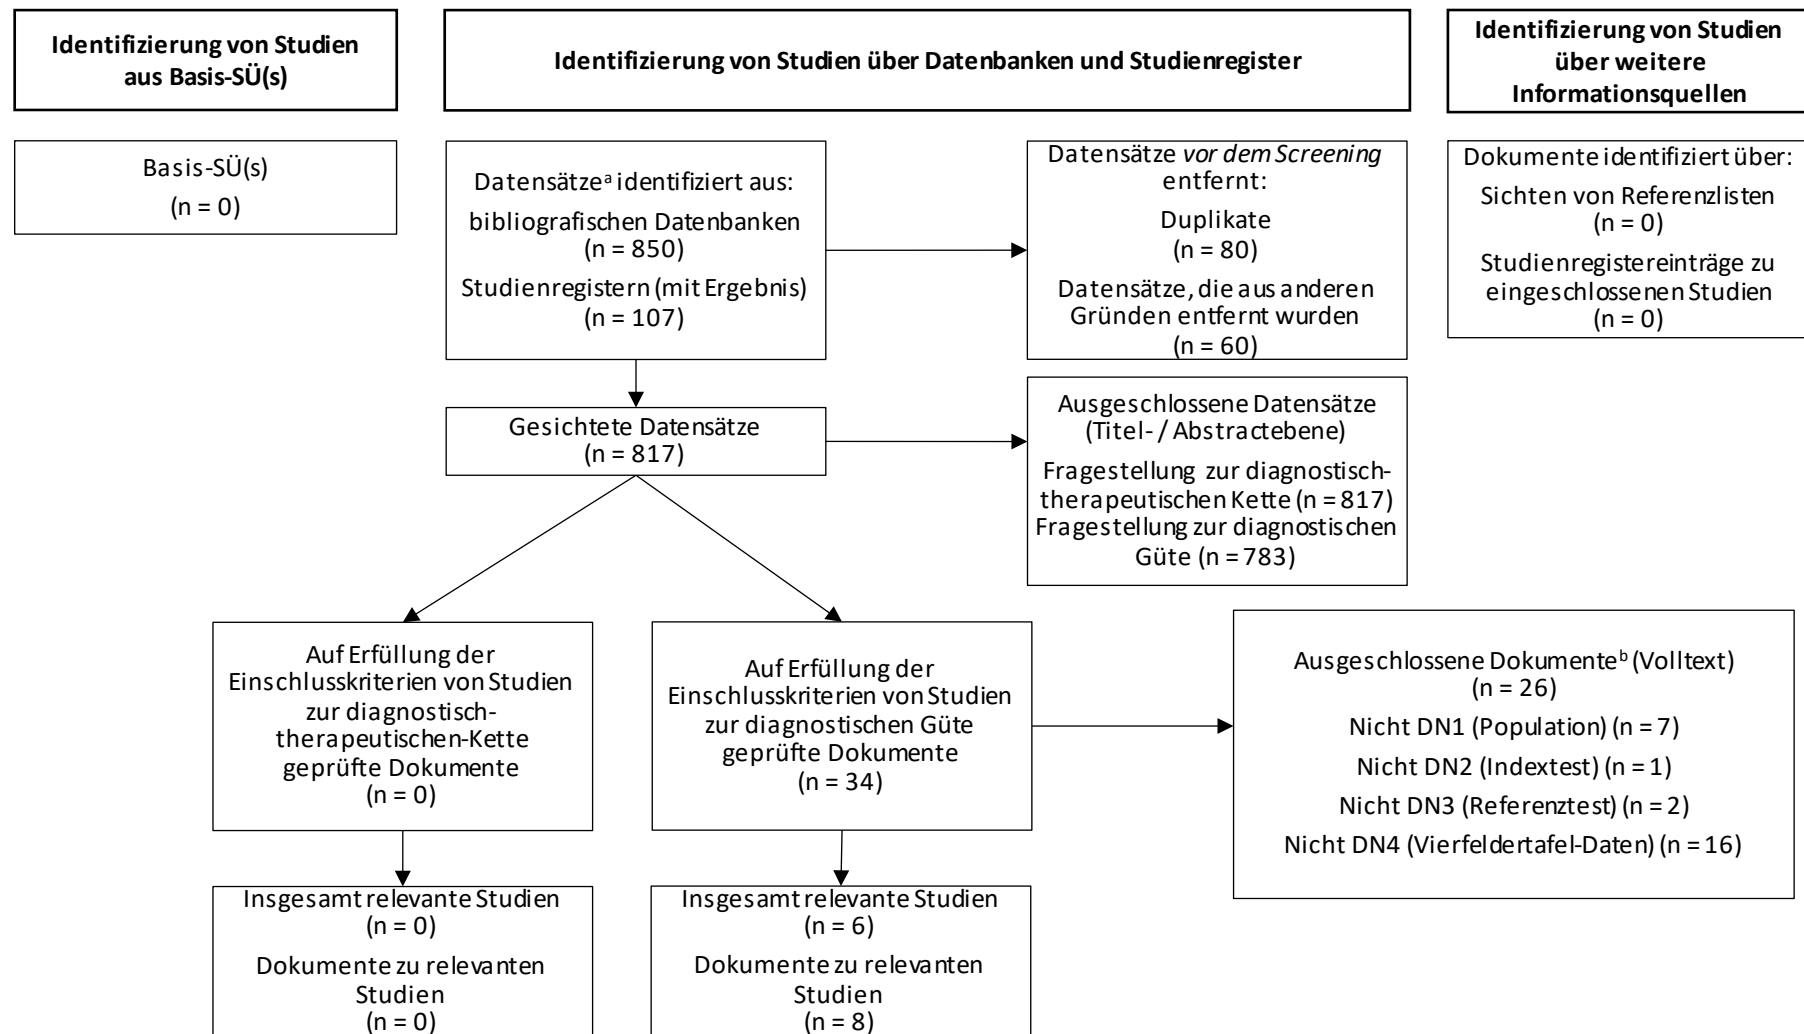 Identifizierung von Studien
aus Basis-SÜ(s)
Identifizierung von Studien über Datenbanken und Studienregister
Identifizierung von Studien
über weitere
Informationsquellen
Basis-SÜ(s)
(n = 0)
Datensätzeᵃ identifiziert aus:
bibliografischen Datenbanken
(n = 850)
Studienregistern (mit Ergebnis)
(n = 107)
Datensätze vor dem Screening
entfernt:
Duplikate
(n = 80)
Datensätze, die aus anderen
Gründen entfernt wurden
(n = 60)
Dokumente identifiziert über:
Sichten von Referenzlisten
(n = 0)
Studienregistereinträge zu
eingeschlossenen Studien
(n = 0)
Gesichtete Datensätze
(n = 817)
Ausgeschlossene Datensätze
(Titel- / Abstractebene)
Fragestellung zur diagnostisch-
therapeutischen Kette (n = 817)
Fragestellung zur diagnostischen
Güte (n = 783)
Auf Erfüllung der
Einschlusskriterien von Studien
zur diagnostisch-
therapeutischen-Kette
geprüfte Dokumente
(n = 0)
Auf Erfüllung der
Einschlusskriterien von Studien
zur diagnostischen Güte
geprüfte Dokumente
(n = 34)
Ausgeschlossene Dokumenteᵇ (Volltext)
(n = 26)
Nicht DN1 (Population) (n = 7)
Nicht DN2 (Indextest) (n = 1)
Nicht DN3 (Referenztest) (n = 2)
Nicht DN4 (Vierfeldertafel-Daten) (n = 16)
Insgesamt relevante Studien
(n = 0)
Dokumente zu relevanten
Studien
(n = 0)
Insgesamt relevante Studien
(n = 6)
Dokumente zu relevanten
Studien
(n = 8)